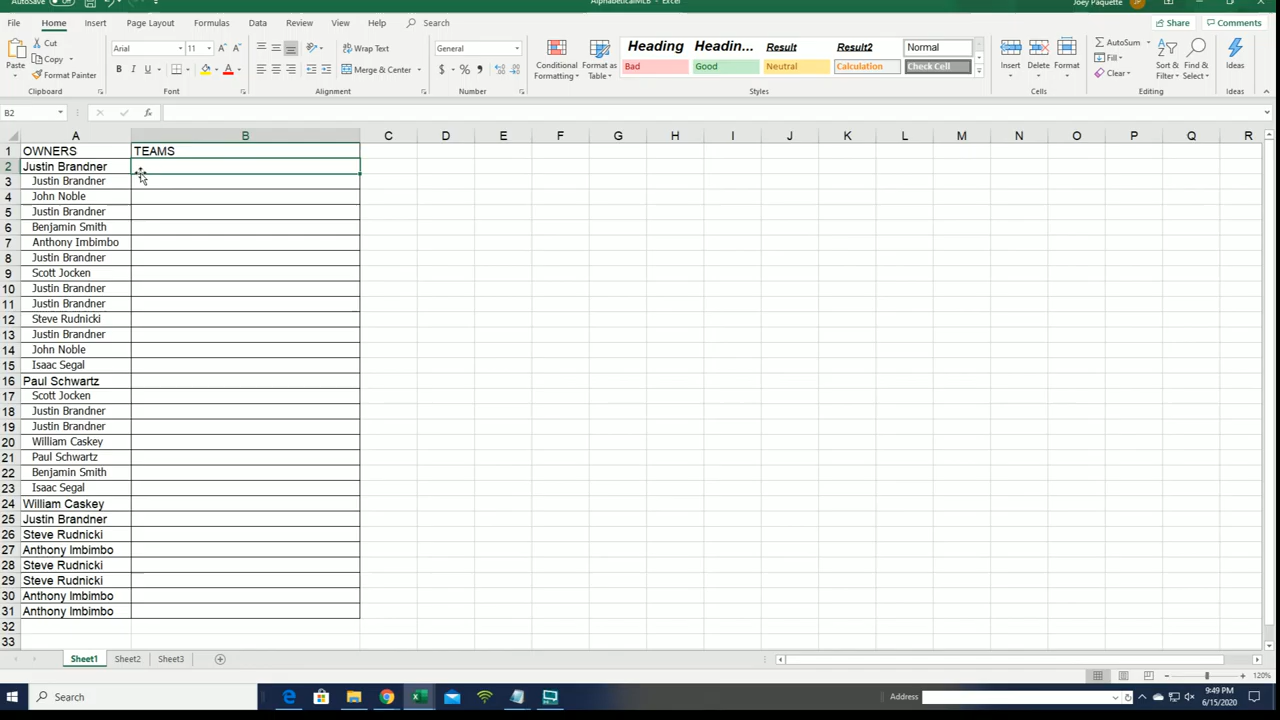 AutoSave Off AlphabeticalMLB - Excel Joey Paquette JP
File Home Insert Page Layout Formulas Data Review View Help Search Share Comments
Paste Cut Copy Format Painter Clipboard
Arial 11 B I U A Font
Wrap Text Merge & Center Alignment
General $ % Number
Conditional Formatting Format as Table
Heading Headin... Result Result2 Normal
Bad Good Neutral Calculation Check Cell
Styles
Insert Delete Format Cells
AutoSum Fill Clear Sort & Filter Find & Select Editing
Ideas Ideas
B2 fx
A B C D E F G H I J K L M N O P Q R
1 OWNERS TEAMS
2 Justin Brandner
3 Justin Brandner
4 John Noble
5 Justin Brandner
6 Benjamin Smith
7 Anthony Imbimbo
8 Justin Brandner
9 Scott Jocken
10 Justin Brandner
11 Justin Brandner
12 Steve Rudnicki
13 Justin Brandner
14 John Noble
15 Isaac Segal
16 Paul Schwartz
17 Scott Jocken
18 Justin Brandner
19 Justin Brandner
20 William Caskey
21 Paul Schwartz
22 Benjamin Smith
23 Isaac Segal
24 William Caskey
25 Justin Brandner
26 Steve Rudnicki
27 Anthony Imbimbo
28 Steve Rudnicki
29 Steve Rudnicki
30 Anthony Imbimbo
31 Anthony Imbimbo
32
33
Sheet1 Sheet2 Sheet3
120%
Search Address 9:49 PM
6/15/2020